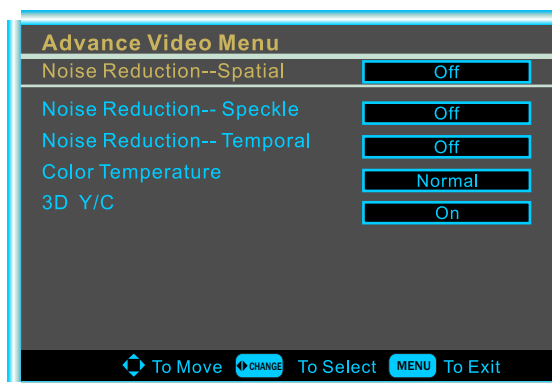 Advance Video Menu
Noise Reduction--Spatial Off
Noise Reduction-- Speckle Off
Noise Reduction-- Temporal Off
Color Temperature Normal
3D Y/C On
To Move CHANGE To Select MENU To Exit